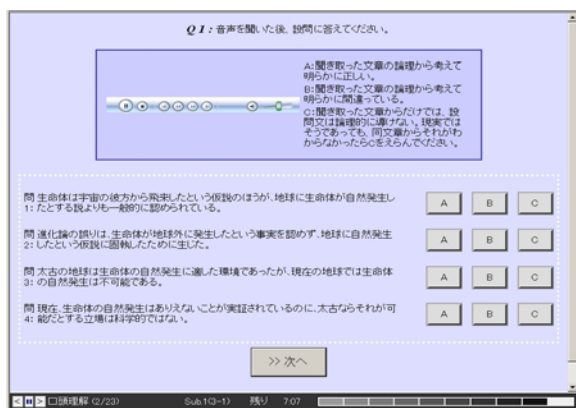 Q1：音声を聞いた後、設問に答えてください。
A:聞き取った文章の論理から考えて
明らかに正しい。
B:聞き取った文章の論理から考えて
明らかに間違っている。
C:聞き取った文章からだけでは、設
問文は論理的に導けない。現実では
そうであっても、同文章からそれがわ
からなかったらCをえらんでください。
問 生命体は宇宙の彼方から飛来したという仮説のほうが、地球に生命体が自然発生し
1: たとする説よりも一般的に認められている。
A B C
問 進化論の誤りは、生命体が地球外に発生したという事実を認めず、地球に自然発生
2: したという仮説に固執したために生じた。
A B C
問 太古の地球は生命体の自然発生に適した環境であったが、現在の地球では生命体
3: の自然発生は不可能である。
A B C
問 現在、生命体の自然発生はありえないことが実証されているのに、太古ならそれが可
4: 能だとする立場は科学的ではない。
A B C
>> 次へ
口頭理解 (2/23) Sub.1(3-1) 残り 7:07